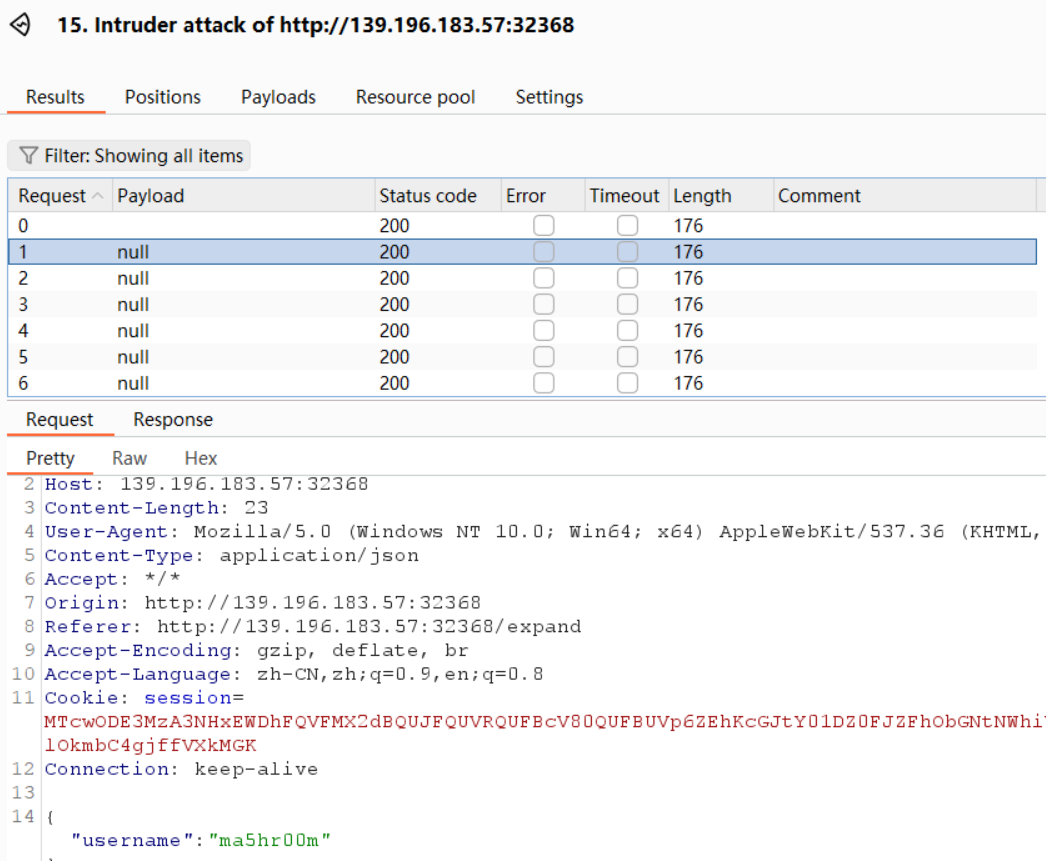 15. Intruder attack of http://139.196.183.57:32368
Results Positions Payloads Resource pool Settings
Filter: Showing all items
Request Payload Status code Error Timeout Length Comment
0 200 176
1 null 200 176
2 null 200 176
3 null 200 176
4 null 200 176
5 null 200 176
6 null 200 176
Request Response
Pretty Raw Hex
2 Host: 139.196.183.57:32368
3 Content-Length: 23
4 User-Agent: Mozilla/5.0 (Windows NT 10.0; Win64; x64) AppleWebKit/537.36 (KHTML,
5 Content-Type: application/json
6 Accept: */*
7 Origin: http://139.196.183.57:32368
8 Referer: http://139.196.183.57:32368/expand
9 Accept-Encoding: gzip, deflate, br
10 Accept-Language: zh-CN,zh;q=0.9,en;q=0.8
11 Cookie: session=
MTcwODE3MzA3NHxEWDhFQVFMX2dBQUJFQUVRQUFBcV80QUFBUVp6ZEhKcGJtY01DZ0FJZFhObGNtNWhi
lOkmbC4gjffVXkMGK
12 Connection: keep-alive
13
14 {
"username":"ma5hr00m"